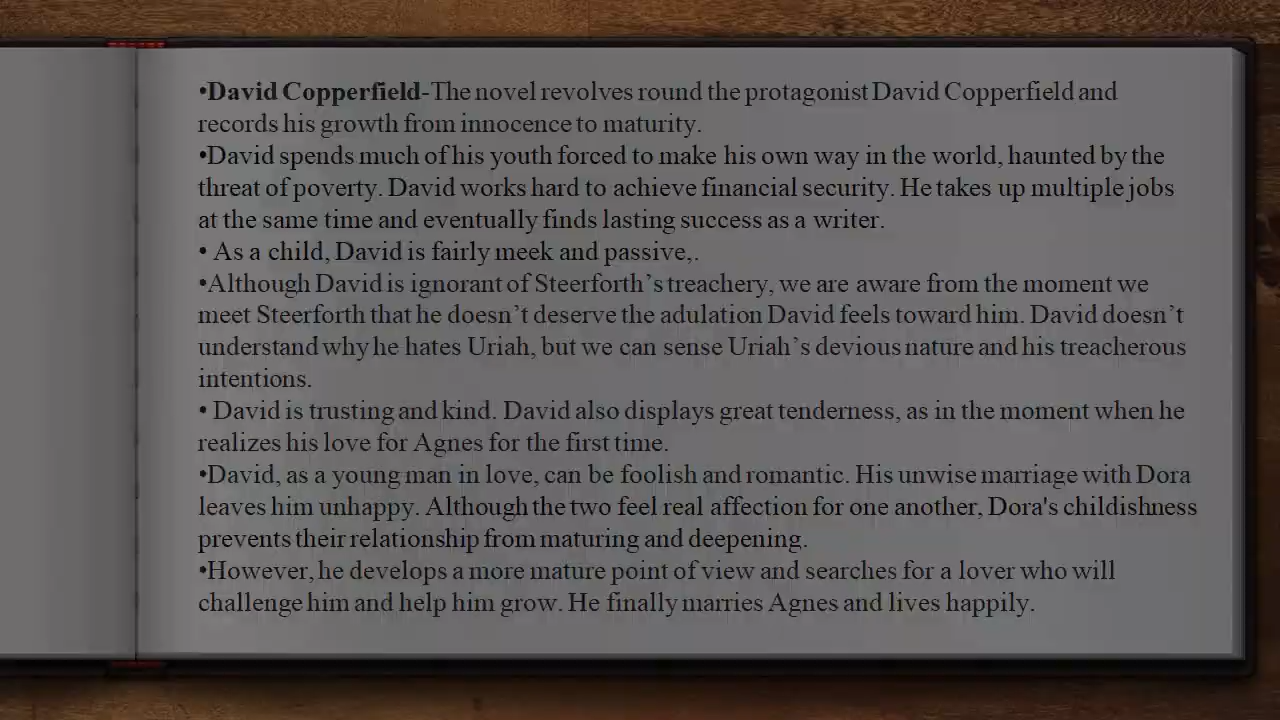 •David Copperfield-The novel revolves round the protagonist David Copperfield and
records his growth from innocence to maturity.
•David spends much of his youth forced to make his own way in the world, haunted by the
threat of poverty. David works hard to achieve financial security. He takes up multiple jobs
at the same time and eventually finds lasting success as a writer.
• As a child, David is fairly meek and passive,.
•Although David is ignorant of Steerforth’s treachery, we are aware from the moment we
meet Steerforth that he doesn’t deserve the adulation David feels toward him. David doesn’t
understand why he hates Uriah, but we can sense Uriah’s devious nature and his treacherous
intentions.
• David is trusting and kind. David also displays great tenderness, as in the moment when he
realizes his love for Agnes for the first time.
•David, as a young man in love, can be foolish and romantic. His unwise marriage with Dora
leaves him unhappy. Although the two feel real affection for one another, Dora's childishness
prevents their relationship from maturing and deepening.
•However, he develops a more mature point of view and searches for a lover who will
challenge him and help him grow. He finally marries Agnes and lives happily.